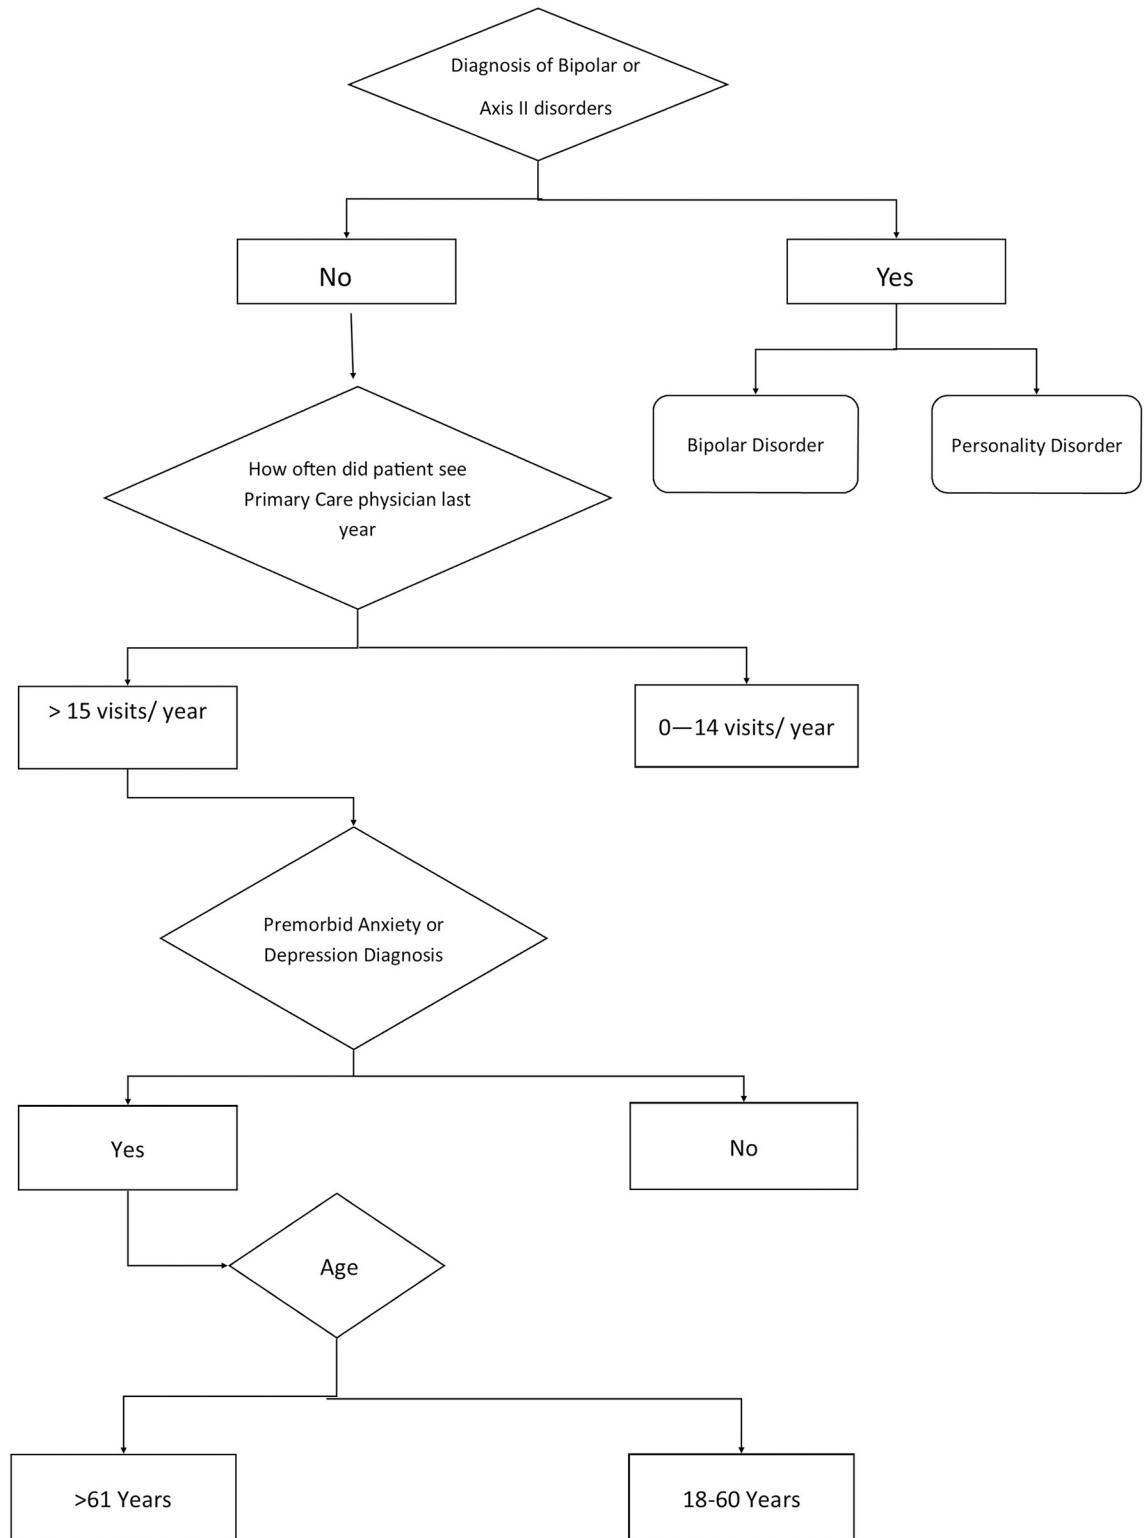 Diagnosis of Bipolar or
Axis II disorders
No
Yes
Bipolar Disorder
Personality Disorder
How often did patient see
Primary Care physician last
year
> 15 visits/ year
0—14 visits/ year
Premorbid Anxiety or
Depression Diagnosis
Yes
No
Age
>61 Years
18-60 Years